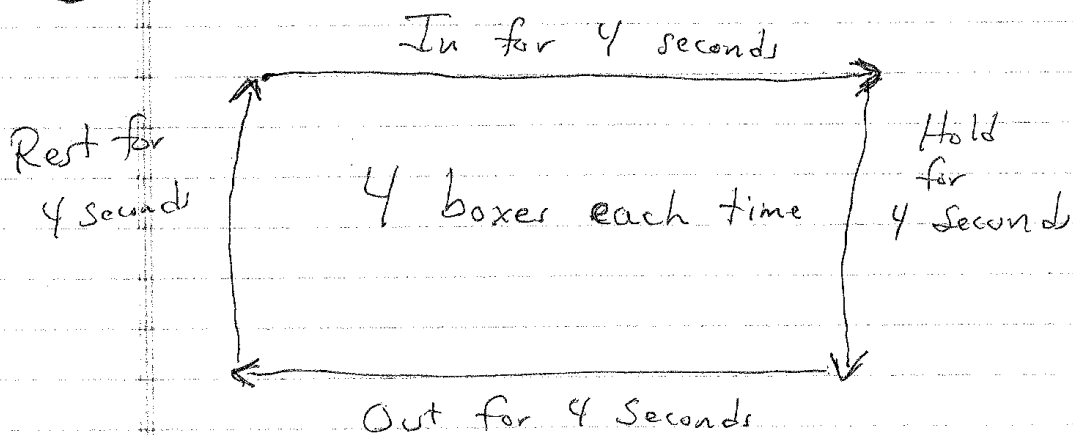 In for 4 seconds
Rest for
4 seconds
4 boxes each time
Hold
for
4 seconds
Out for 4 Seconds